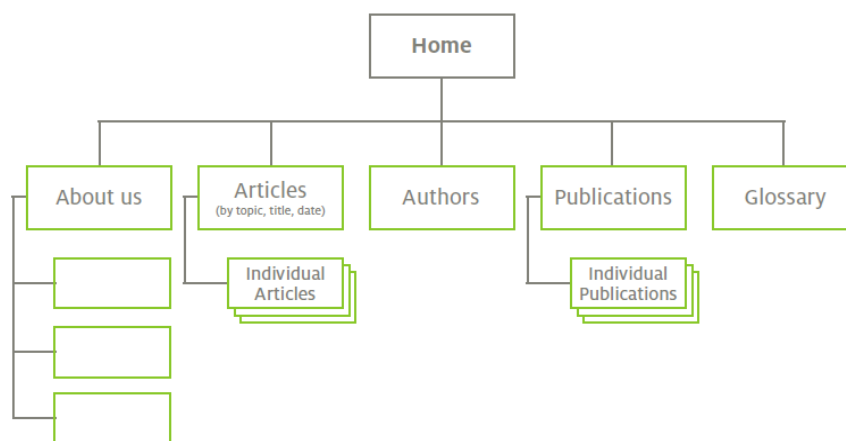 Home
About us
Articles
(by topic, title, date)
Authors
Publications
Glossary
Individual
Articles
Individual
Publications